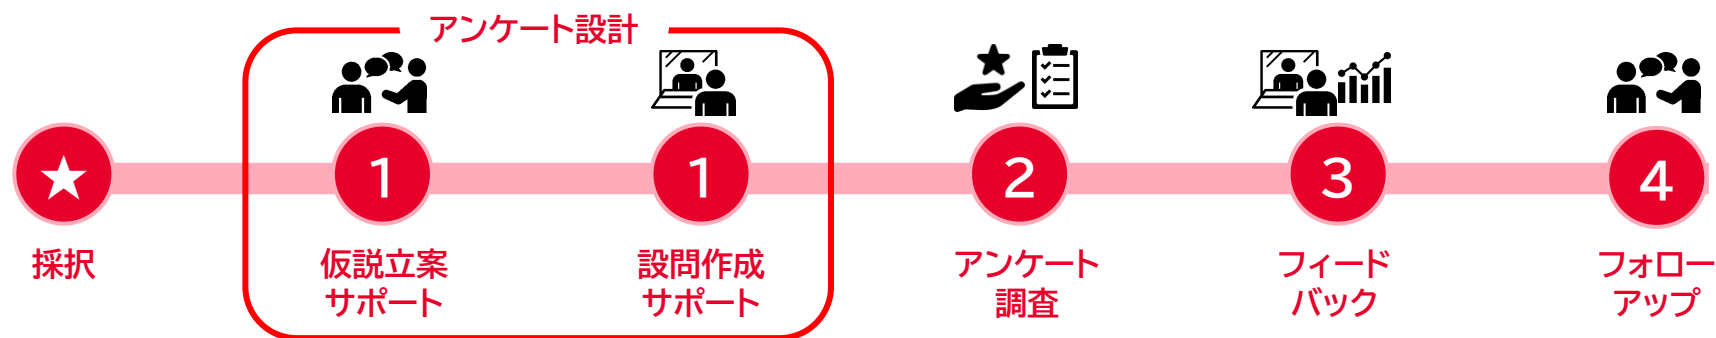 アンケート設計
1
1
2
3
4
採択
仮説立案
サポート
設問作成
サポート
アンケート
調査
フィード
バック
フォロー
アップ